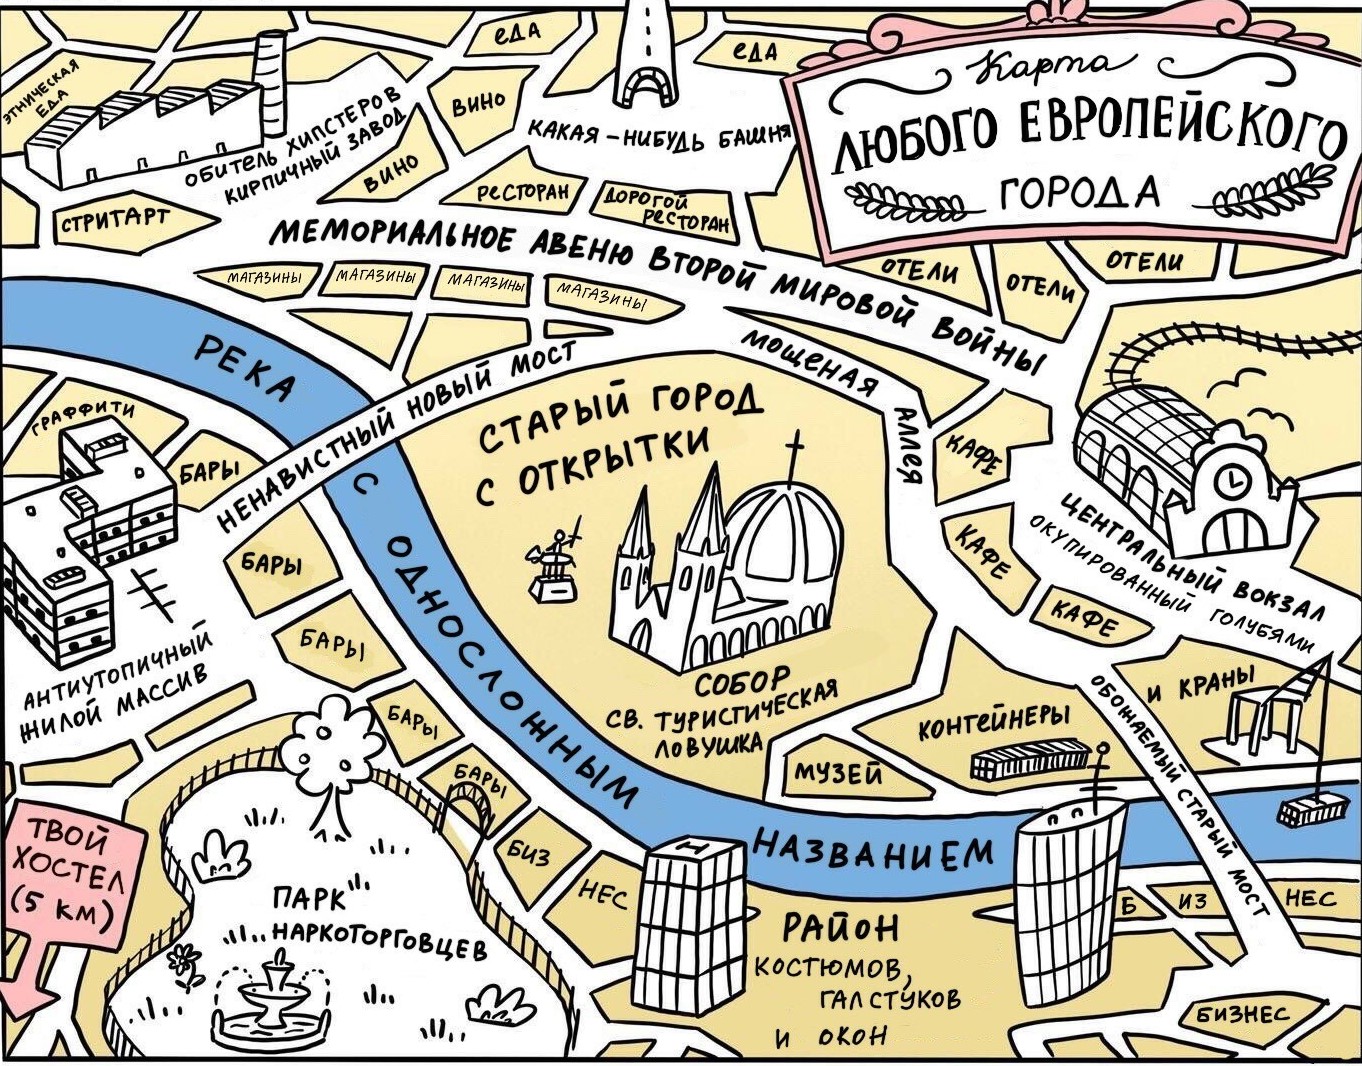 Карта
ЛЮБОГО ЕВРОПЕЙСКОГО
ГОРОДА
ЭТНИЧЕСКАЯ
ЕДА
ЕДА
ЕДА
ВИНО
ВИНО
ОБИТЕЛЬ ХИПСТЕРОВ
КИРПИЧНЫЙ ЗАВОД
КАКАЯ-НИБУДЬ БАШНЯ
РЕСТОРАН
ДОРОГОЙ
РЕСТОРАН
СТРИТАРТ
МЕМОРИАЛЬНОЕ АВЕНЮ ВТОРОЙ МИРОВОЙ ВОЙНЫ
МАГАЗИНЫ
МАГАЗИНЫ
МАГАЗИНЫ
МАГАЗИНЫ
ОТЕЛИ
ОТЕЛИ
ОТЕЛИ
РЕКА
С ОДНОСЛОЖНЫМ
НАЗВАНИЕМ
НЕНАВИСТНЫЙ НОВЫЙ МОСТ
МОЩЕНАЯ
АЛЛЕЯ
СТАРЫЙ ГОРОД
С ОТКРЫТКИ
ГРАФФИТИ
БАРЫ
БАРЫ
БАРЫ
БАРЫ
БАРЫ
КАФЕ
КАФЕ
КАФЕ
ЦЕНТРАЛЬНЫЙ ВОКЗАЛ
ОКУПИРОВАННЫЙ ГОЛУБЯМИ
АНТИУТОПИЧНЫЙ
ЖИЛОЙ МАССИВ
СОБОР
СВ. ТУРИСТИЧЕСКАЯ
ЛОВУШКА
МУЗЕЙ
КОНТЕЙНЕРЫ
И КРАНЫ
ОБОЖАЕМЫЙ СТАРЫЙ МОСТ
ТВОЙ
ХОСТЕЛ
(5 КМ)
ПАРК
НАРКОТОРГОВЦЕВ
БИЗ
НЕС
H
РАЙОН
КОСТЮМОВ,
ГАЛСТУКОВ
И ОКОН
Б
ИЗ
НЕС
БИЗНЕС